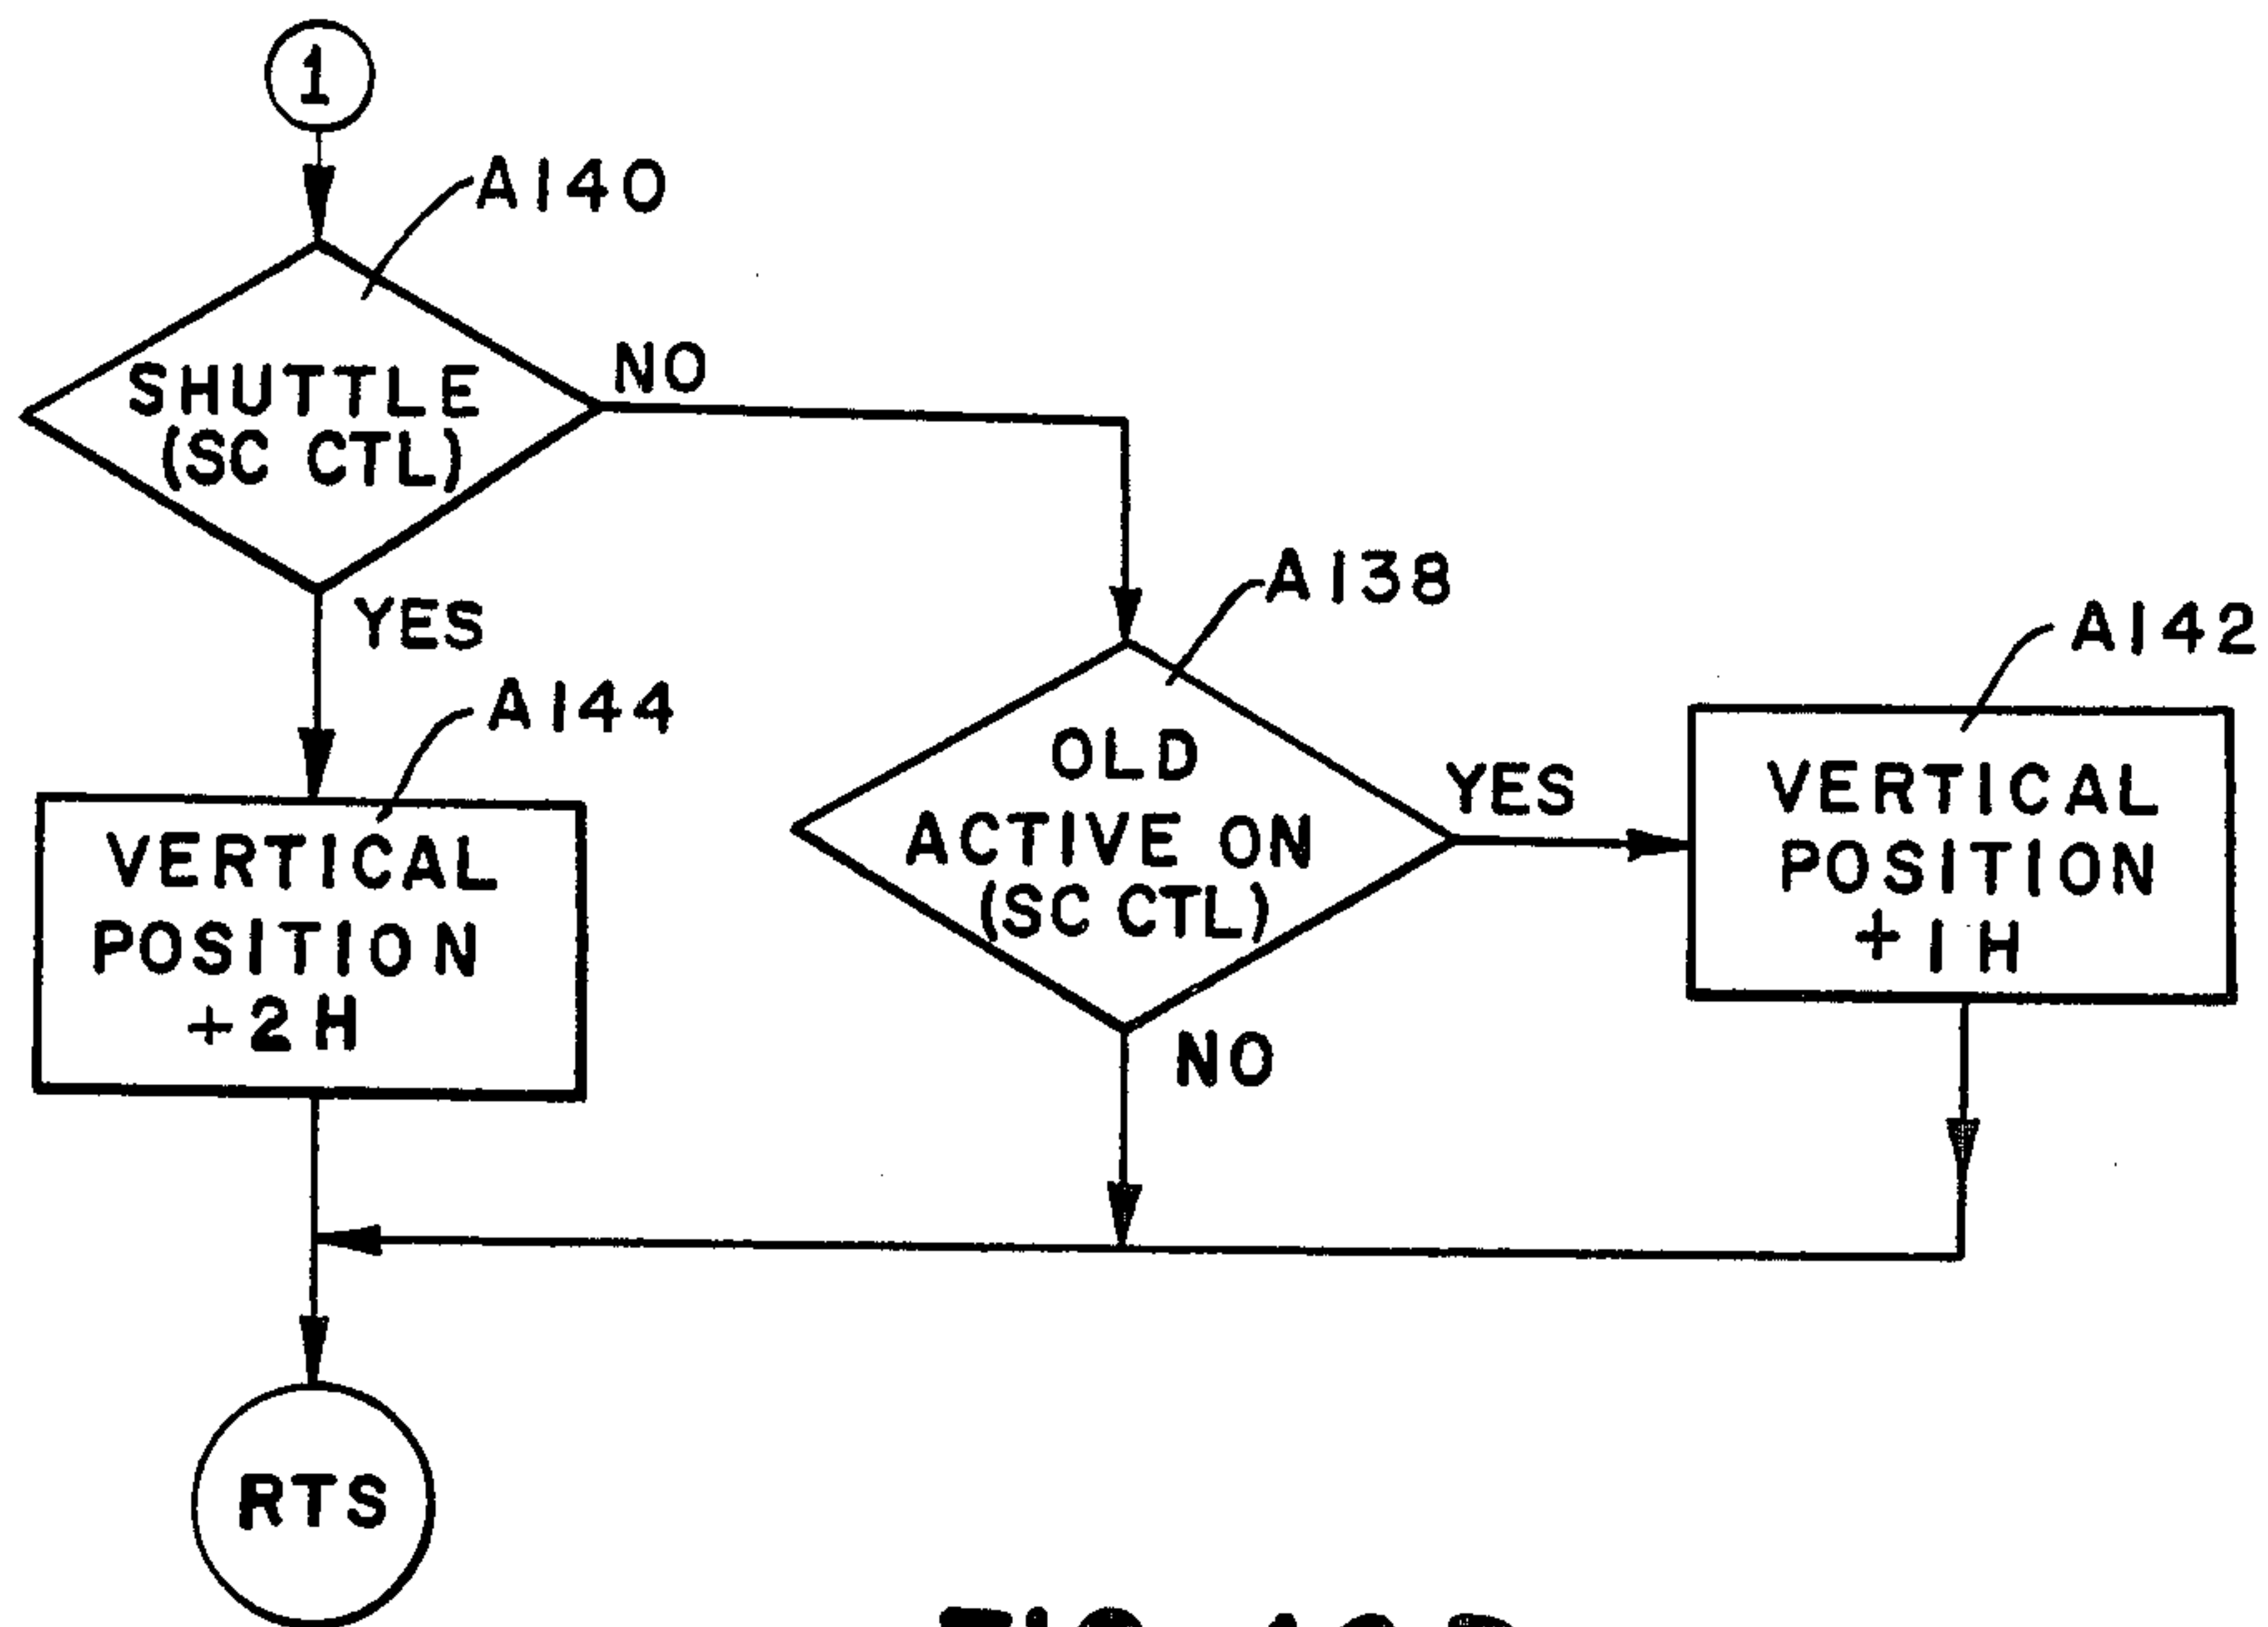 1
A140
SHUTTLE
(SC CTL)
NO
YES
A138
A142
A144
OLD
ACTIVE ON
(SC CTL)
YES
VERTICAL
POSITION
+1H
VERTICAL
POSITION
+2H
NO
RTS